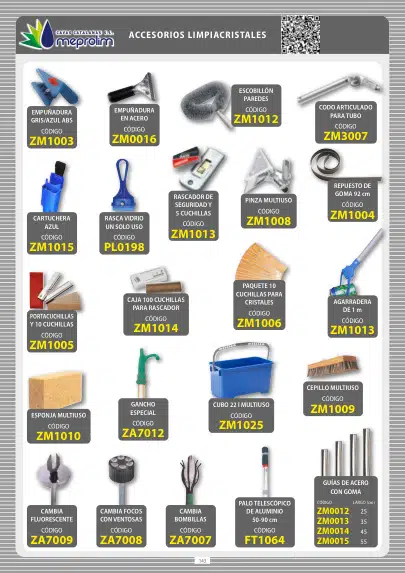 CAYAS CATALANAS S.L.
meprolim
ACCESORIOS LIMPIACRISTALES
EMPUÑADURA
GRIS/AZUL ABS
CÓDIGO
ZM1003
EMPUÑADURA
EN ACERO
CÓDIGO
ZM0016
ESCOBILLÓN
PAREDES
CÓDIGO
ZM1012
CODO ARTICULADO
PARA TUBO
CÓDIGO
ZM3007
CARTUCHERA
AZUL
CÓDIGO
ZM1015
RASCA VIDRIO
UN SOLO USO
CÓDIGO
PL0198
RASCADOR DE
SEGURIDAD Y
5 CUCHILLAS
CÓDIGO
ZM1013
PINZA MULTIUSO
CÓDIGO
ZM1008
REPUESTO DE
GOMA 92 cm
CÓDIGO
ZM1004
PORTACUCHILLAS
Y 10 CUCHILLAS
CÓDIGO
ZM1005
CAJA 100 CUCHILLAS
PARA RASCADOR
CÓDIGO
ZM1014
PAQUETE 10
CUCHILLAS PARA
CRISTALES
CÓDIGO
ZM1006
AGARRADERA
DE 1 m
CÓDIGO
ZM1013
ESPONJA MULTIUSO
CÓDIGO
ZM1010
GANCHO
ESPECIAL
CÓDIGO
ZA7012
CUBO 22 l MULTIUSO
CÓDIGO
ZM1025
CEPILLO MULTIUSO
CÓDIGO
ZM1009
CAMBIA
FLUORESCENTE
CÓDIGO
ZA7009
CAMBIA FOCOS
CON VENTOSAS
CÓDIGO
ZA7008
CAMBIA
BOMBILLAS
CÓDIGO
ZA7007
PALO TELESCÓPICO
DE ALUMINIO
50-90 cm
CÓDIGO
FT1064
GUÍAS DE ACERO
CON GOMA
CÓDIGO LARGO (cm)
ZM0012 25
ZM0013 35
ZM0014 45
ZM0015 55
142